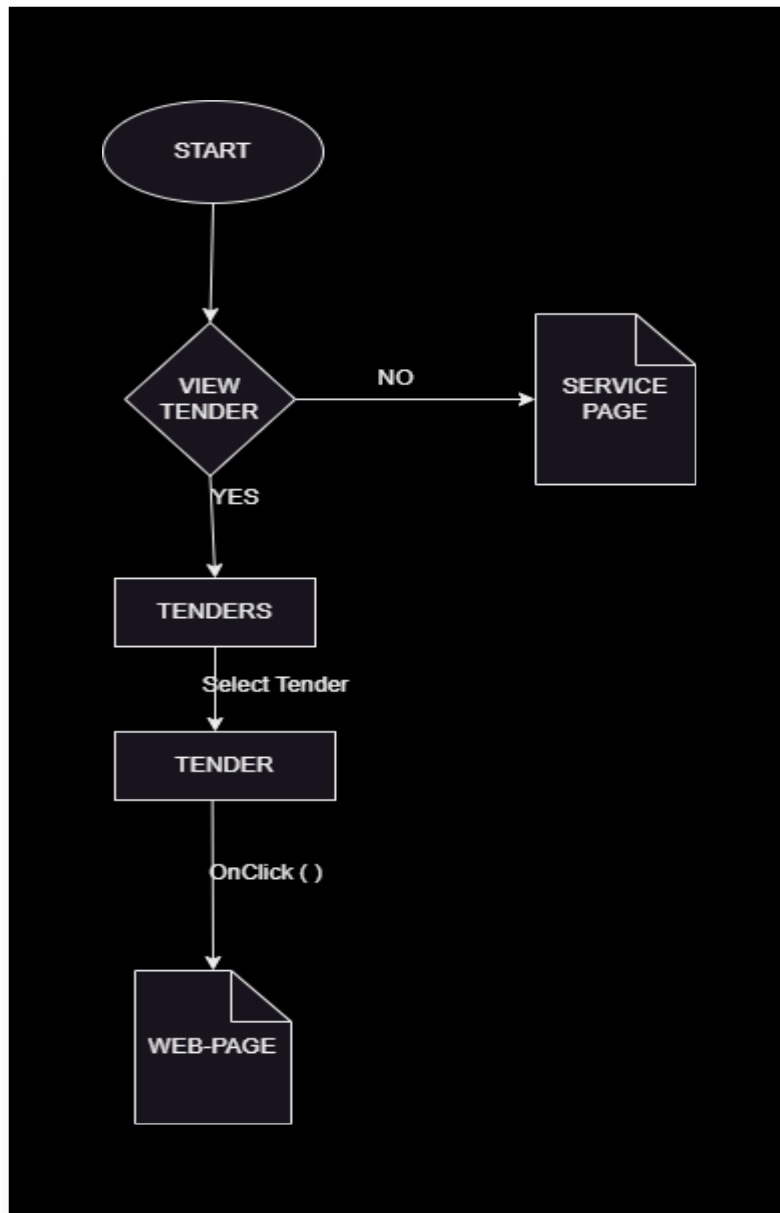 START
VIEW
TENDER
NO
SERVICE
PAGE
YES
TENDERS
Select Tender
TENDER
OnClick ( )
WEB-PAGE